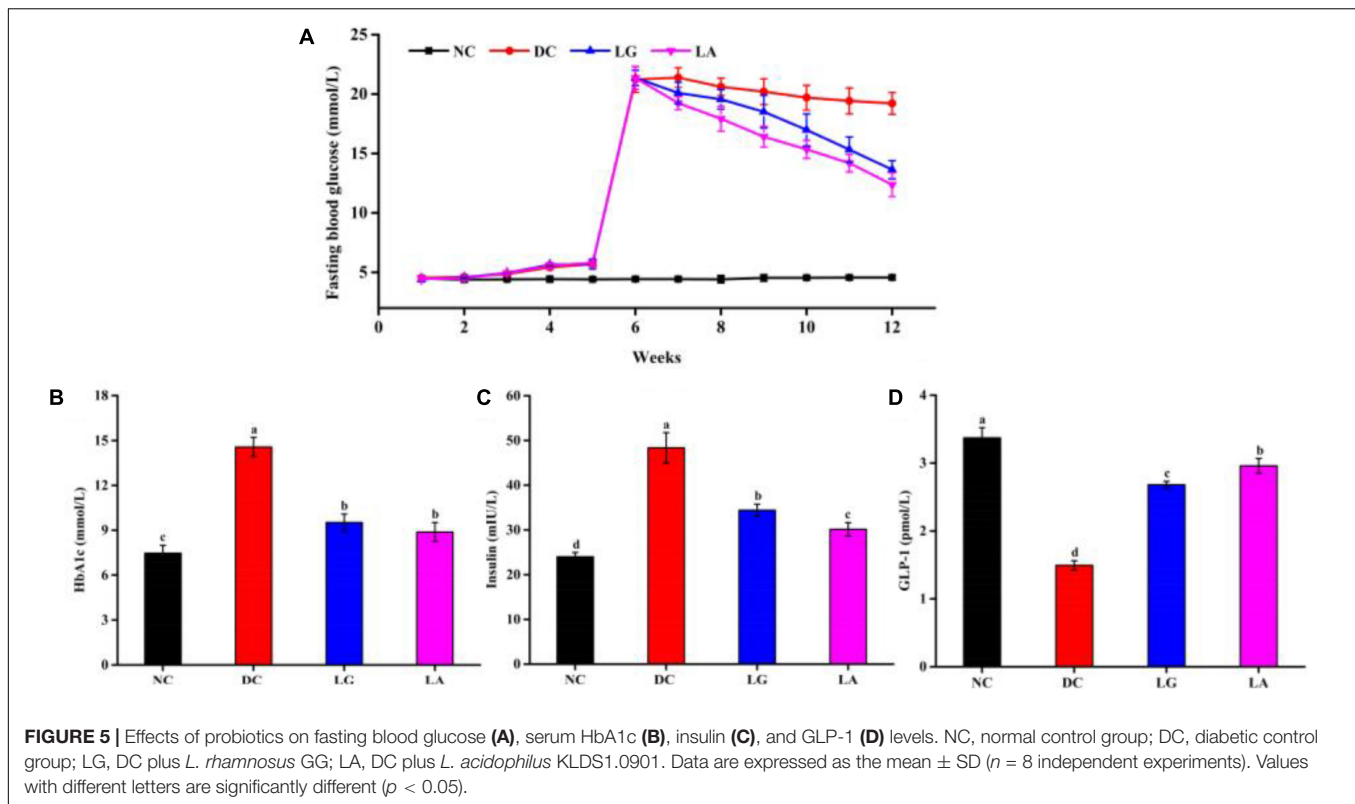 A
NC DC LG LA
25
20
15
10
5
Fasting blood glucose (mmol/L)
0 2 4 6 8 10 12
Weeks
B
18
15
12
9
6
3
0
HbA1c (mmol/L)
c a b b
NC DC LG LA
C
60
50
40
30
20
10
0
Insulin (mIU/L)
d a b c
NC DC LG LA
D
4
3
2
1
0
GLP-1 (pmol/L)
a d c b
NC DC LG LA
FIGURE 5 | Effects of probiotics on fasting blood glucose (A), serum HbA1c (B), insulin (C), and GLP-1 (D) levels. NC, normal control group; DC, diabetic control
group; LG, DC plus L. rhamnosus GG; LA, DC plus L. acidophilus KLDS1.0901. Data are expressed as the mean ± SD (n = 8 independent experiments). Values
with different letters are significantly different (p < 0.05).